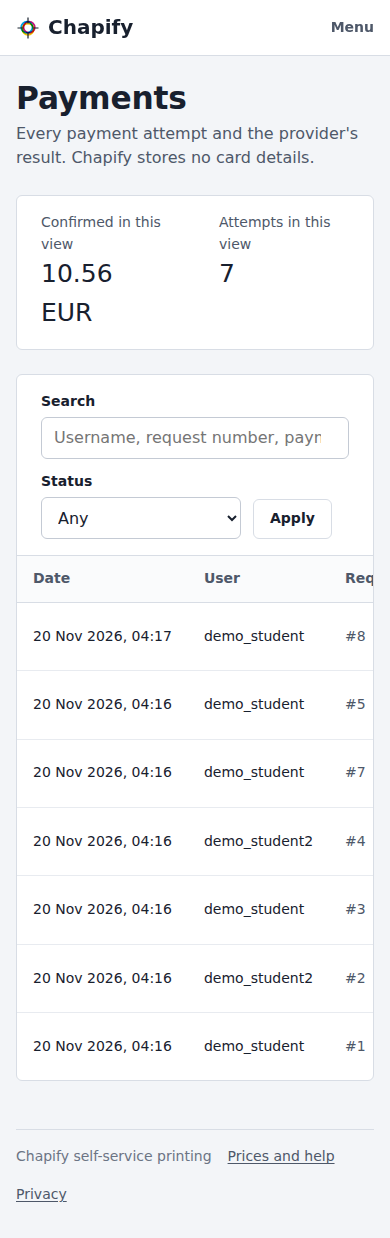 Chapify Menu
Payments
Every payment attempt and the provider's
result. Chapify stores no card details.
Confirmed in this Attempts in this
view view
10.56 7
EUR
Search
Username, request number, payn
Status
Any Apply
Date User Req
20 Nov 2026, 04:17 demo_student #8
20 Nov 2026, 04:16 demo_student #5
20 Nov 2026, 04:16 demo_student #7
20 Nov 2026, 04:16 demo_student2 #4
20 Nov 2026, 04:16 demo_student #3
20 Nov 2026, 04:16 demo_student2 #2
20 Nov 2026, 04:16 demo_student #1
Chapify self-service printing Prices and help
Privacy